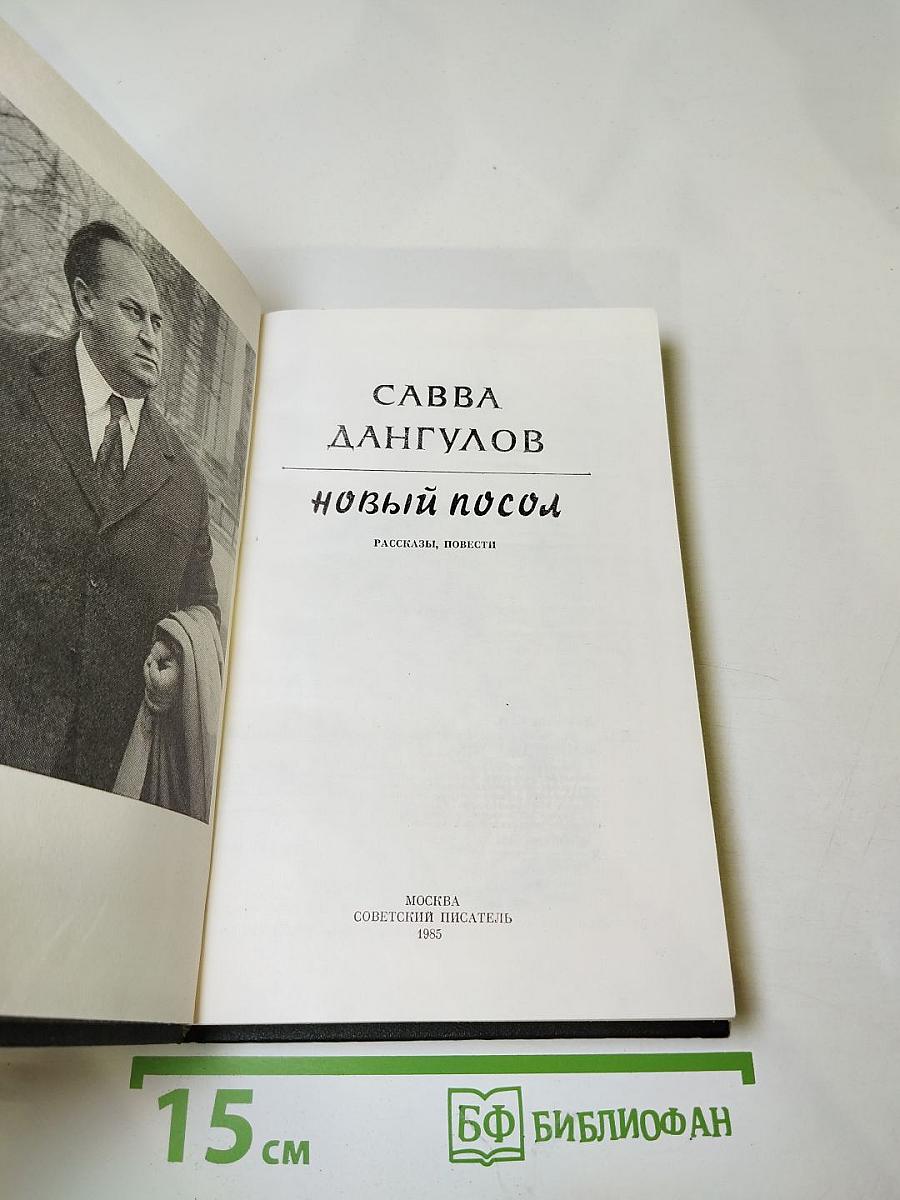 САВВА
ДАНГУЛОВ
НОВЫЙ ПОСОЛ
РАССКАЗЫ, ПОВЕСТИ
МОСКВА
СОВЕТСКИЙ ПИСАТЕЛЬ
1985
15 см
БФ БИБЛИОФАН